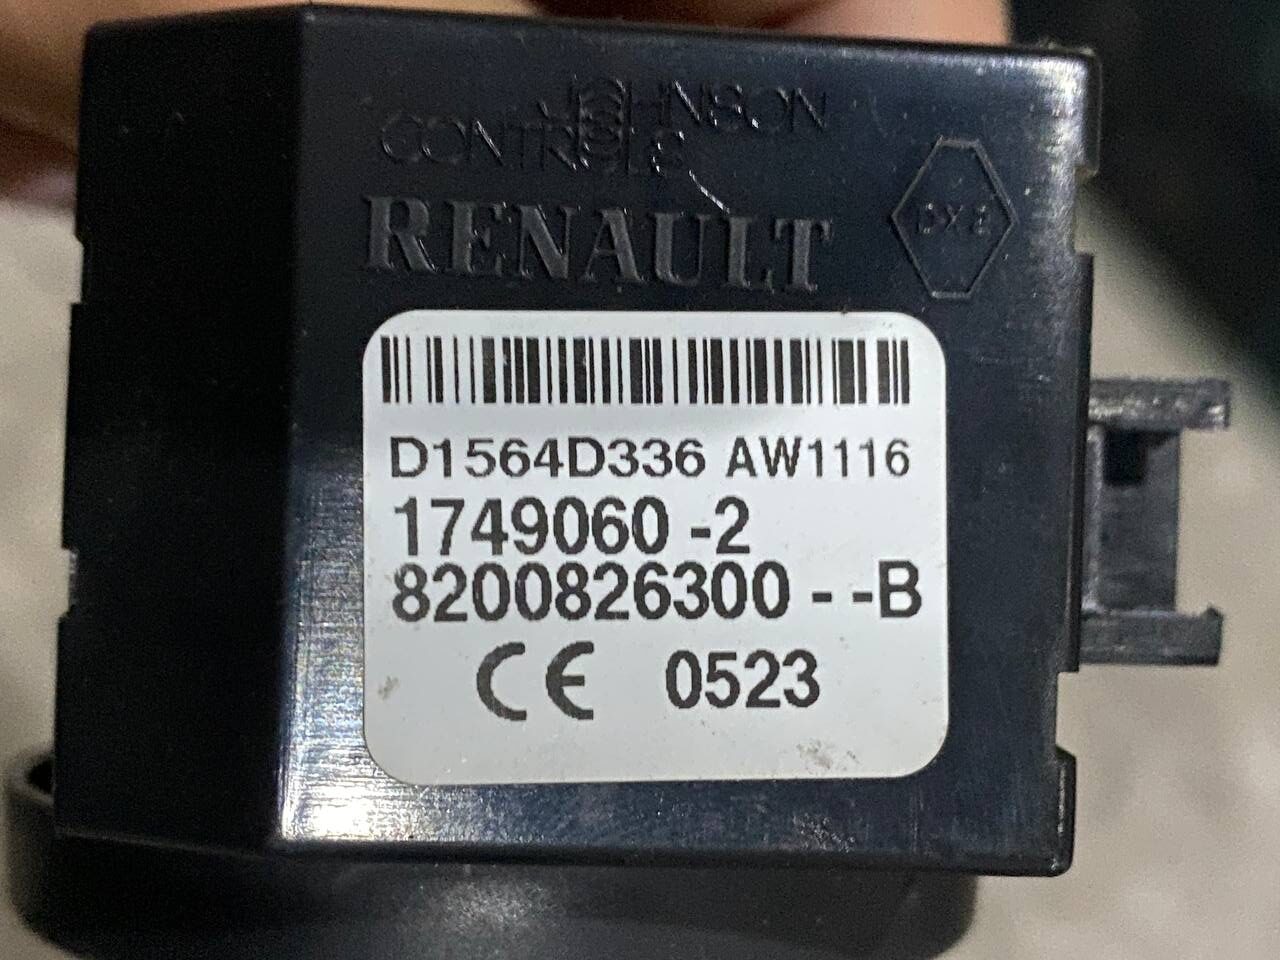 JOHNSON
CONTROLS
RENAULT
D1564D336 AW1116
1749060 -2
8200826300 - -B
CE 0523